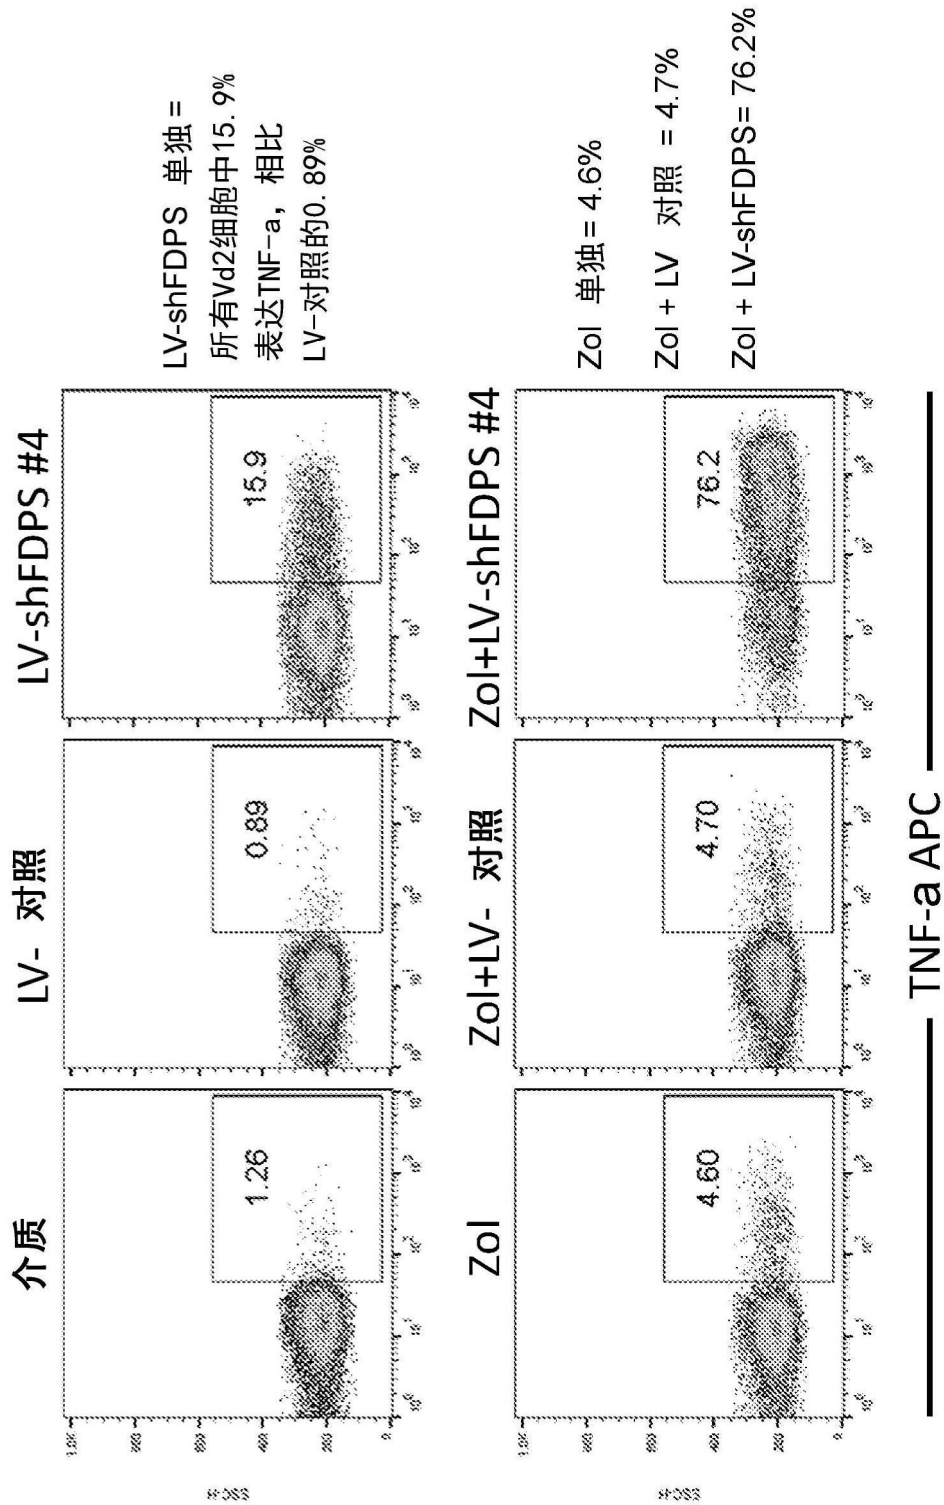 介质
LV- 对照
LV-shFDPS #4
1.26
0.89
15.9
LV-shFDPS 单独 =
所有Vd2细胞中15.9%
表达TNF-a, 相比
LV-对照的0.89%
Zol
Zol+LV- 对照
Zol+LV-shFDPS #4
4.60
4.70
76.2
Zol 单独 = 4.6%
Zol + LV 对照 = 4.7%
Zol + LV-shFDPS= 76.2%
TNF-a APC